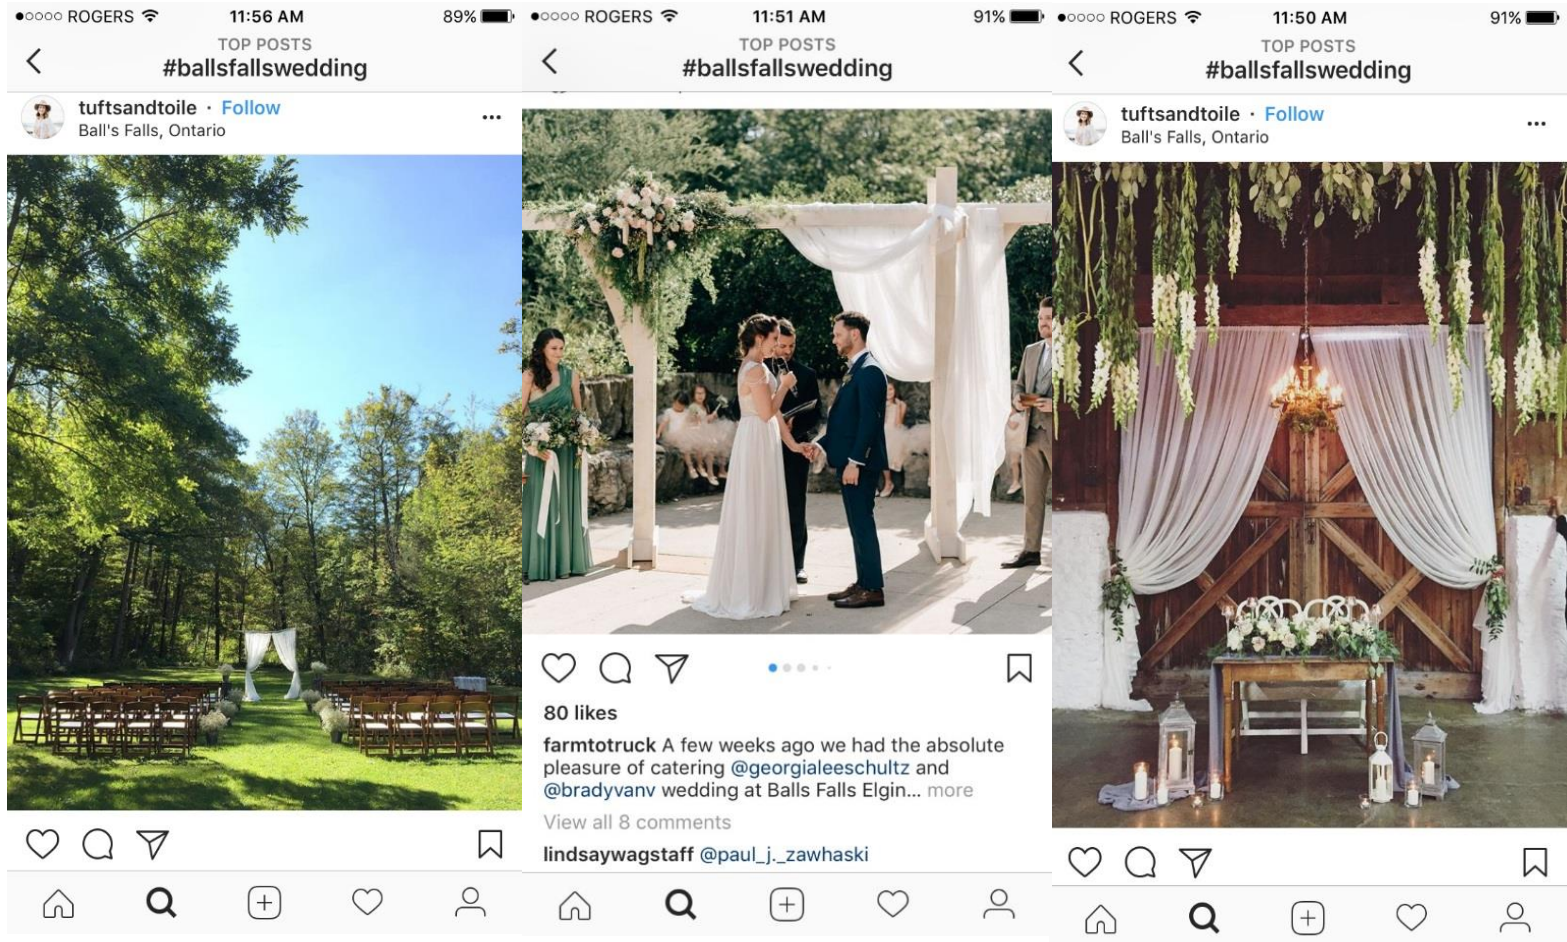 ROGERS 11:56 AM 89%
TOP POSTS
#ballsfallswedding
tuftsandtoile · Follow
Ball's Falls, Ontario
ROGERS 11:51 AM 91%
TOP POSTS
#ballsfallswedding
80 likes
farmtotruck A few weeks ago we had the absolute
pleasure of catering @georgialeeschultz and
@bradyvanv wedding at Balls Falls Elgin... more
View all 8 comments
lindsaywagstaff @paul_j._zawhaski
ROGERS 11:50 AM 91%
TOP POSTS
#ballsfallswedding
tuftsandtoile · Follow
Ball's Falls, Ontario